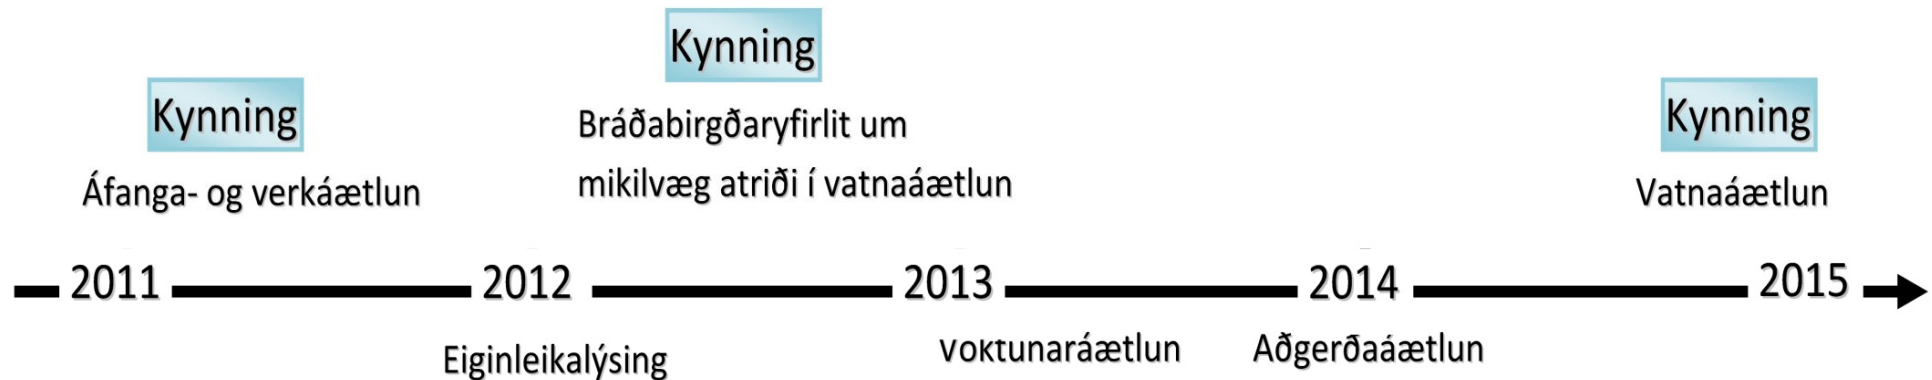 Kynning
Kynning
Kynning
Áfanga- og verkáætlun
Bráðabirgðaryfirlit um
mikilvæg atriði í vatnaáætlun
Vatnaáætlun
2011
2012
2013
2014
2015
Eiginleikalýsing
Vöktunaráætlun
Aðgerðaáætlun